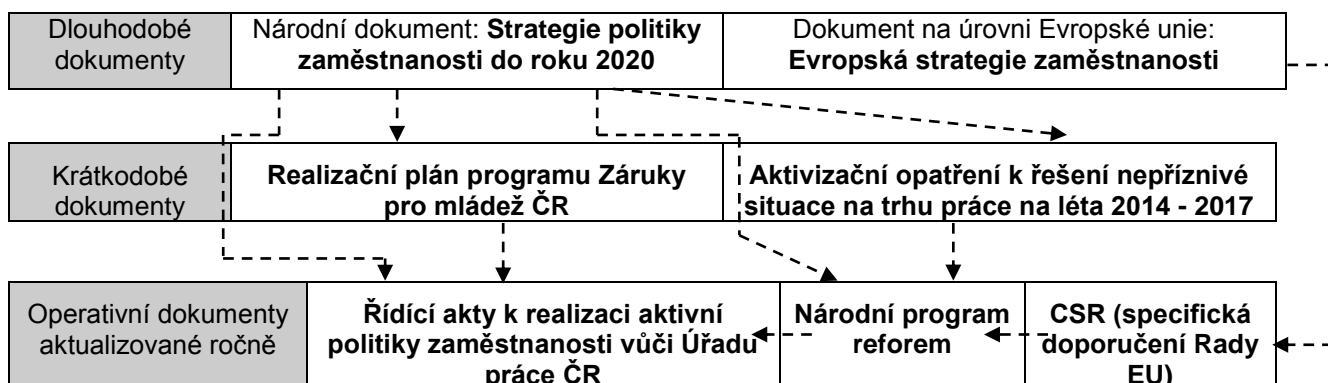 Dlouhodobé
dokumenty
Národní dokument: Strategie politiky
zaměstnanosti do roku 2020
Dokument na úrovni Evropské unie:
Evropská strategie zaměstnanosti
Krátkodobé
dokumenty
Realizační plán programu Záruky
pro mládež ČR
Aktivizační opatření k řešení nepříznivé
situace na trhu práce na léta 2014 - 2017
Operativní dokumenty
aktualizované ročně
Řídící akty k realizaci aktivní
politiky zaměstnanosti vůči Úřadu
práce ČR
Národní program
reforem
CSR (specifická
doporučení Rady
EU)